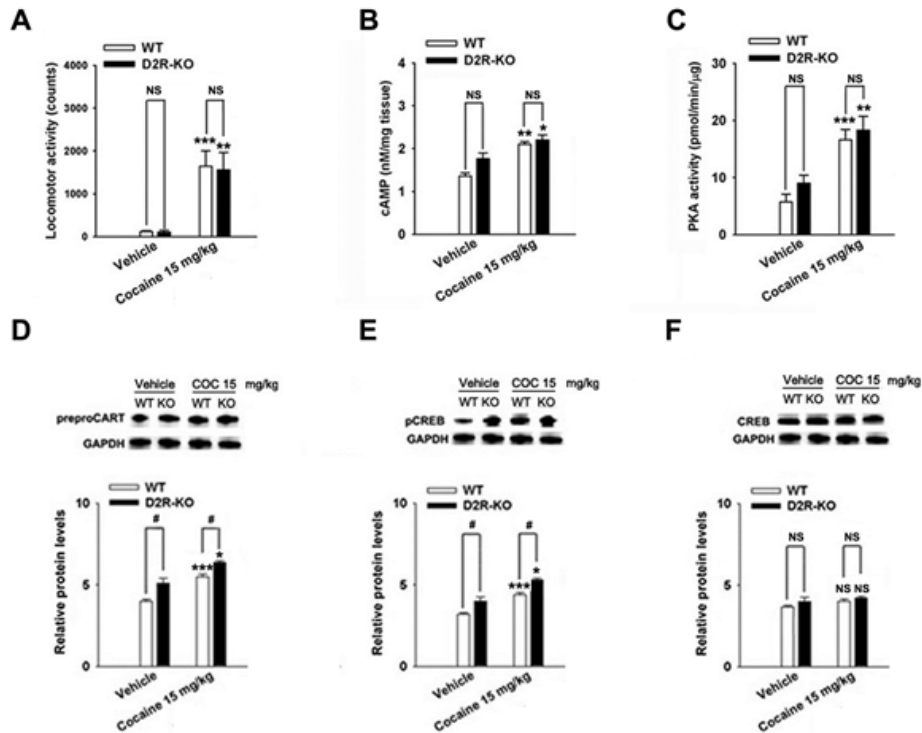 A
WT
D2R-KO
Locomotor activity (counts)
4000
3000
2000
1000
0
NS
NS
***
**
Vehicle
Cocaine 15 mg/kg
B
WT
D2R-KO
cAMP (nM/mg tissue)
4
3
2
1
0
NS
NS
**
*
Vehicle
Cocaine 15 mg/kg
C
WT
D2R-KO
PKA activity (pmol/min/μg)
30
20
10
0
NS
NS
***
**
Vehicle
Cocaine 15 mg/kg
D
Vehicle COC 15 mg/kg
WT KO WT KO
preproCART
GAPDH
WT
D2R-KO
Relative protein levels
10
5
0
#
#
***
*
Vehicle
Cocaine 15 mg/kg
E
Vehicle COC 15 mg/kg
WT KO WT KO
pCREB
GAPDH
WT
D2R-KO
Relative protein levels
10
5
0
#
#
***
*
Vehicle
Cocaine 15 mg/kg
F
Vehicle COC 15 mg/kg
WT KO WT KO
CREB
GAPDH
WT
D2R-KO
Relative protein levels
10
5
0
NS
NS
NS NS
Vehicle
Cocaine 15 mg/kg